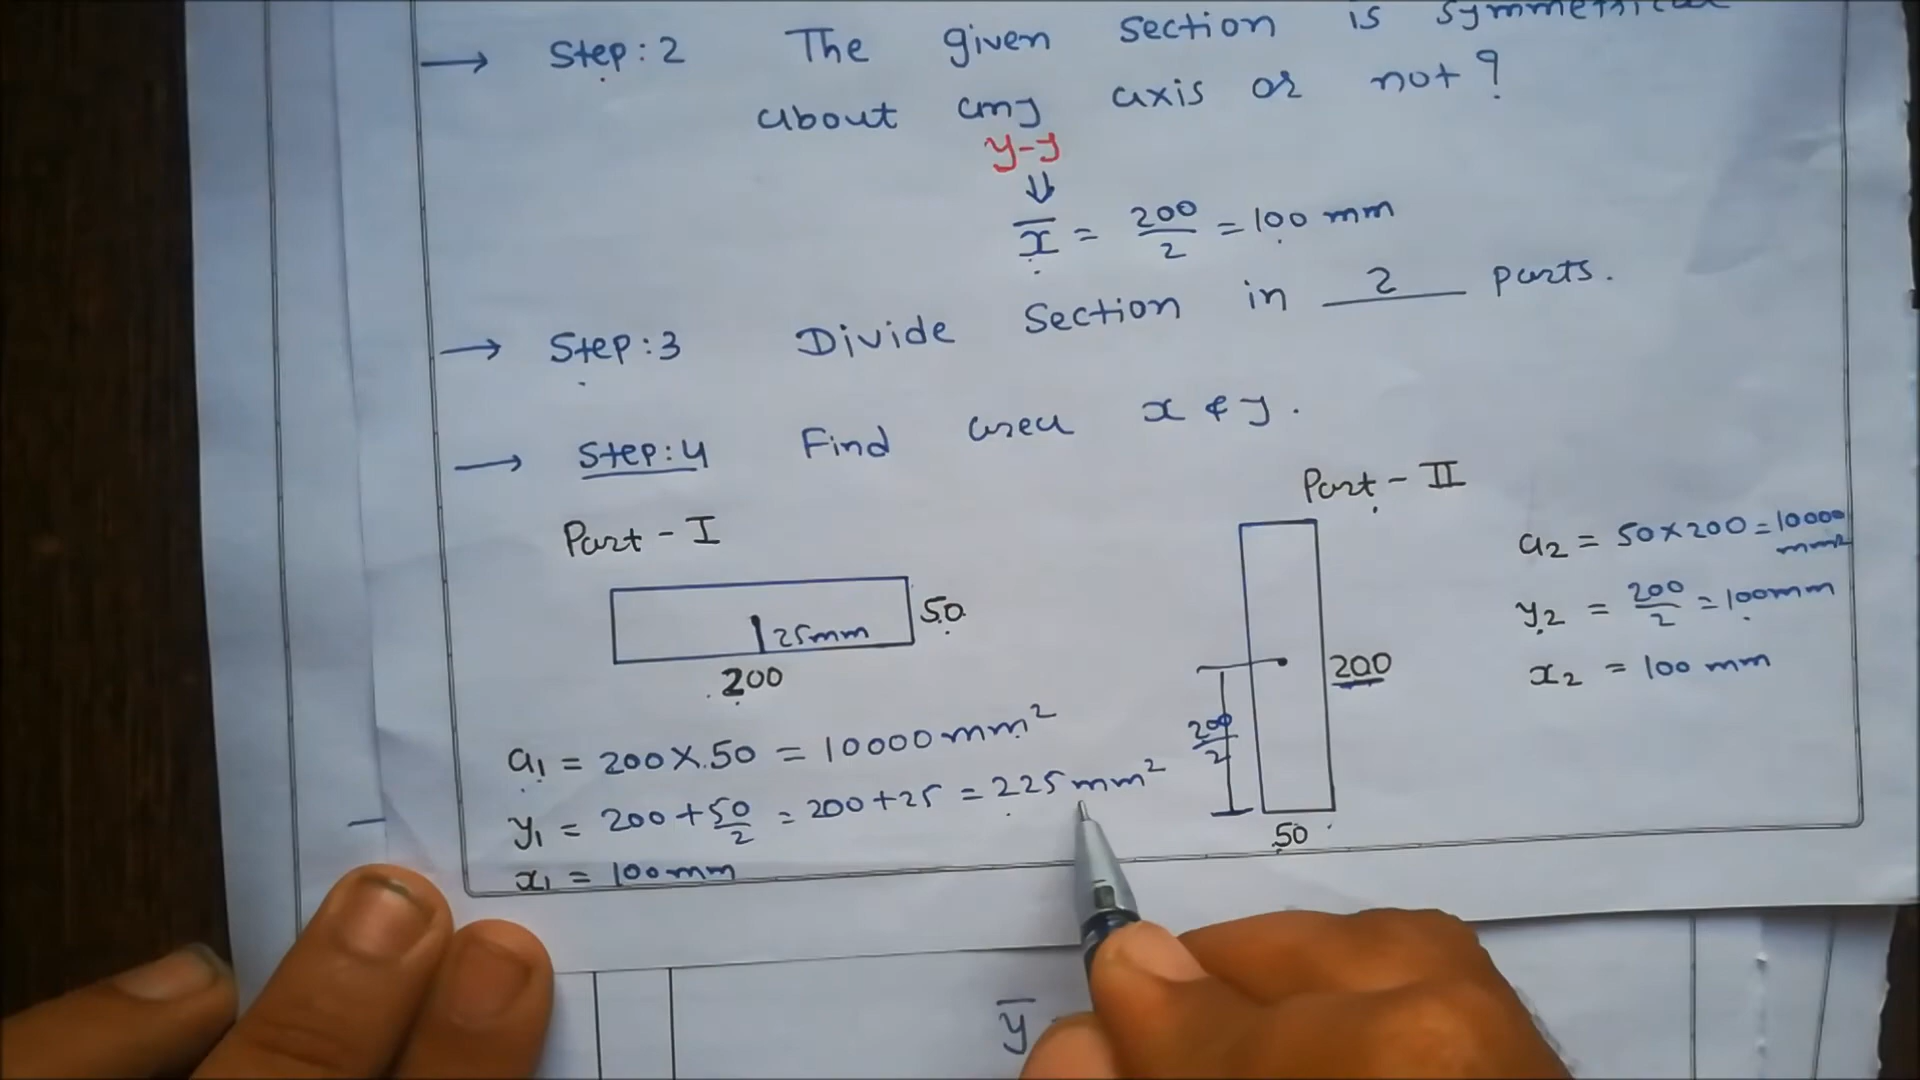 → Step:2 The given section is symmetrical
about any axis or not?
y-y
⇓
x̅ = 200/2 = 100 mm
→ Step:3 Divide Section in 2 parts.
→ Step:4 Find area x & y.
Part - I
50
25mm
200
a1 = 200×50 = 10000 mm²
y1 = 200+50/2 = 200+25 = 225 mm²
x1 = 100mm
Part - II
200
200/2
50
a2 = 50×200 = 10000 mm²
y2 = 200/2 = 100mm
x2 = 100 mm
y̅